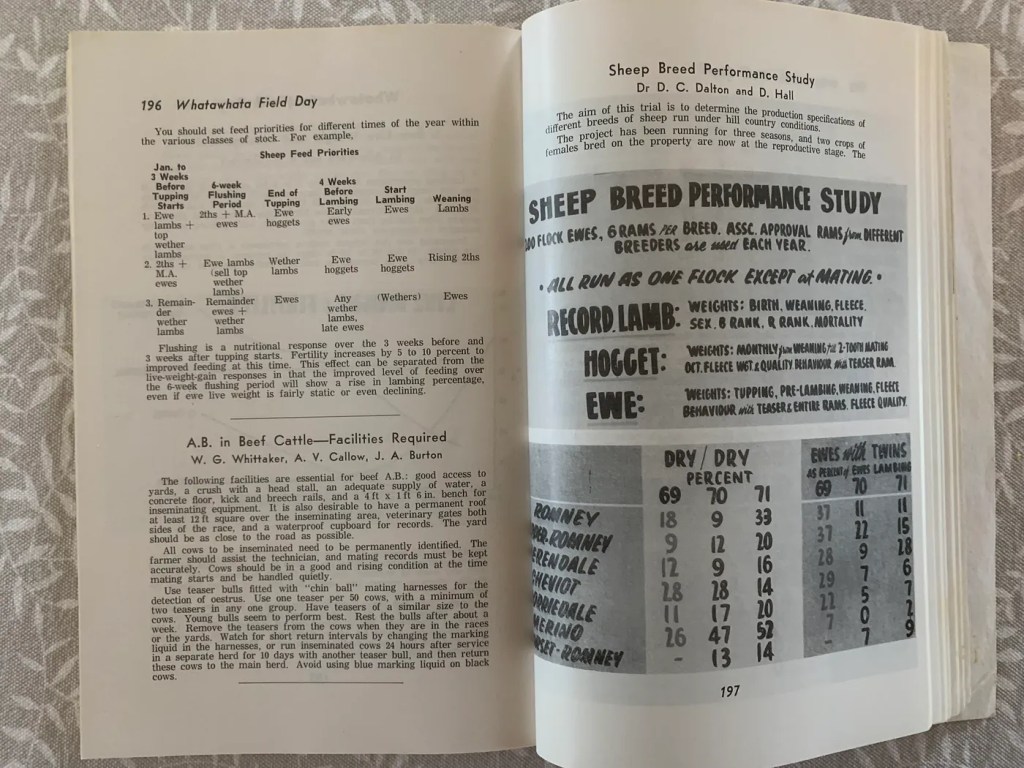 196 Whatawhata Field Day
You should set feed priorities for different times of the year within
the various classes of stock. For example,
Sheep Feed Priorities
Jan. to
3 Weeks
Before
Tupping
Starts
6-week
Flushing
Period
End of
Tupping
4 Weeks
Before
Lambing
Start
Lambing
Weaning
1. Ewe
lambs +
top
wether
lambs
2ths + M.A.
ewes
Ewe
hoggets
Early
ewes
Ewes
Lambs
2. 2ths +
M.A.
ewes
Ewe lambs
(sell top
wether
lambs)
Wether
lambs
Ewe
hoggets
Ewe
hoggets
Rising 2ths
3. Remain-
der
wether
lambs
Remainder
ewes +
wether
lambs
Ewes
Any
wether
lambs,
late ewes
(Wethers)
Ewes
Flushing is a nutritional response over the 3 weeks before and
3 weeks after tupping starts. Fertility increases by 5 to 10 percent to
improved feeding at this time. This effect can be separated from the
live-weight-gain responses in that the improved level of feeding over
the 6-week flushing period will show a rise in lambing percentage,
even if ewe live weight is fairly static or even declining.
A.B. in Beef Cattle—Facilities Required
W. G. Whittaker, A. V. Callow, J. A. Burton
The following facilities are essential for beef A.B.: good access to
yards, a crush with a head stall, an adequate supply of water, a
concrete floor, kick and breech rails, and a 4 ft x 1 ft 6 in. bench for
inseminating equipment. It is also desirable to have a permanent roof
at least 12 ft square over the inseminating area, veterinary gates both
sides of the race, and a waterproof cupboard for records. The yard
should be as close to the road as possible.
All cows to be inseminated need to be permanently identified. The
farmer should assist the technician, and mating records must be kept
accurately. Cows should be in a good and rising condition at the time
mating starts and be handled quietly.
Use teaser bulls fitted with "chin ball" mating harnesses for the
detection of oestrus. Use one teaser per 50 cows, with a minimum of
two teasers in any one group. Have teasers of a similar size to the
cows. Young bulls seem to perform best. Rest the bulls after about a
week. Remove the teasers from the cows when they are in the races
or the yards. Watch for short return intervals by changing the marking
liquid in the harnesses, or run inseminated cows 24 hours after service
in a separate herd for 10 days with another teaser bull, and then return
these cows to the main herd. Avoid using blue marking liquid on black
cows.
Sheep Breed Performance Study
Dr D. C. Dalton and D. Hall
The aim of this trial is to determine the production specifications of
different breeds of sheep run under hill country conditions.
The project has been running for three seasons, and two crops of
females bred on the property are now at the reproductive stage. The
SHEEP BREED PERFORMANCE STUDY
00 FLOCK EWES, 6 RAMS PER BREED. ASSC. APPROVAL RAMS from DIFFERENT
BREEDERS are used EACH YEAR.
• ALL RUN AS ONE FLOCK EXCEPT at MATING. •
RECORD. LAMB: WEIGHTS: BIRTH, WEANING, FLEECE.
SEX. B RANK. R RANK. MORTALITY
HOGGET: WEIGHTS: MONTHLY from WEANING 2-TOOTH MATING
OCT. FLEECE WGT & QUALITY BEHAVIOUR TEASER RAM.
EWE: WEIGHTS: TUPPING, PRE-LAMBING, WEANING, FLEECE
BEHAVIOUR with TEASER & ENTIRE RAMS. FLEECE QUALITY.
DRY / DRY
PERCENT
EWES with TWINS
AS PERCENT of EWES LAMBING
69 70 71 69 70 71
ROMNEY 18 9 33 37 11 11
DER. ROMNEY 9 12 20 37 22 15
ERENDALE 12 9 16 28 9 28
HEVIOT 28 28 14 29 7 6
RRIEDALE 11 17 20 22 5 7
MERINO 26 47 52 7 0 2
RSET-ROMNEY - 13 14 - 7 9
197